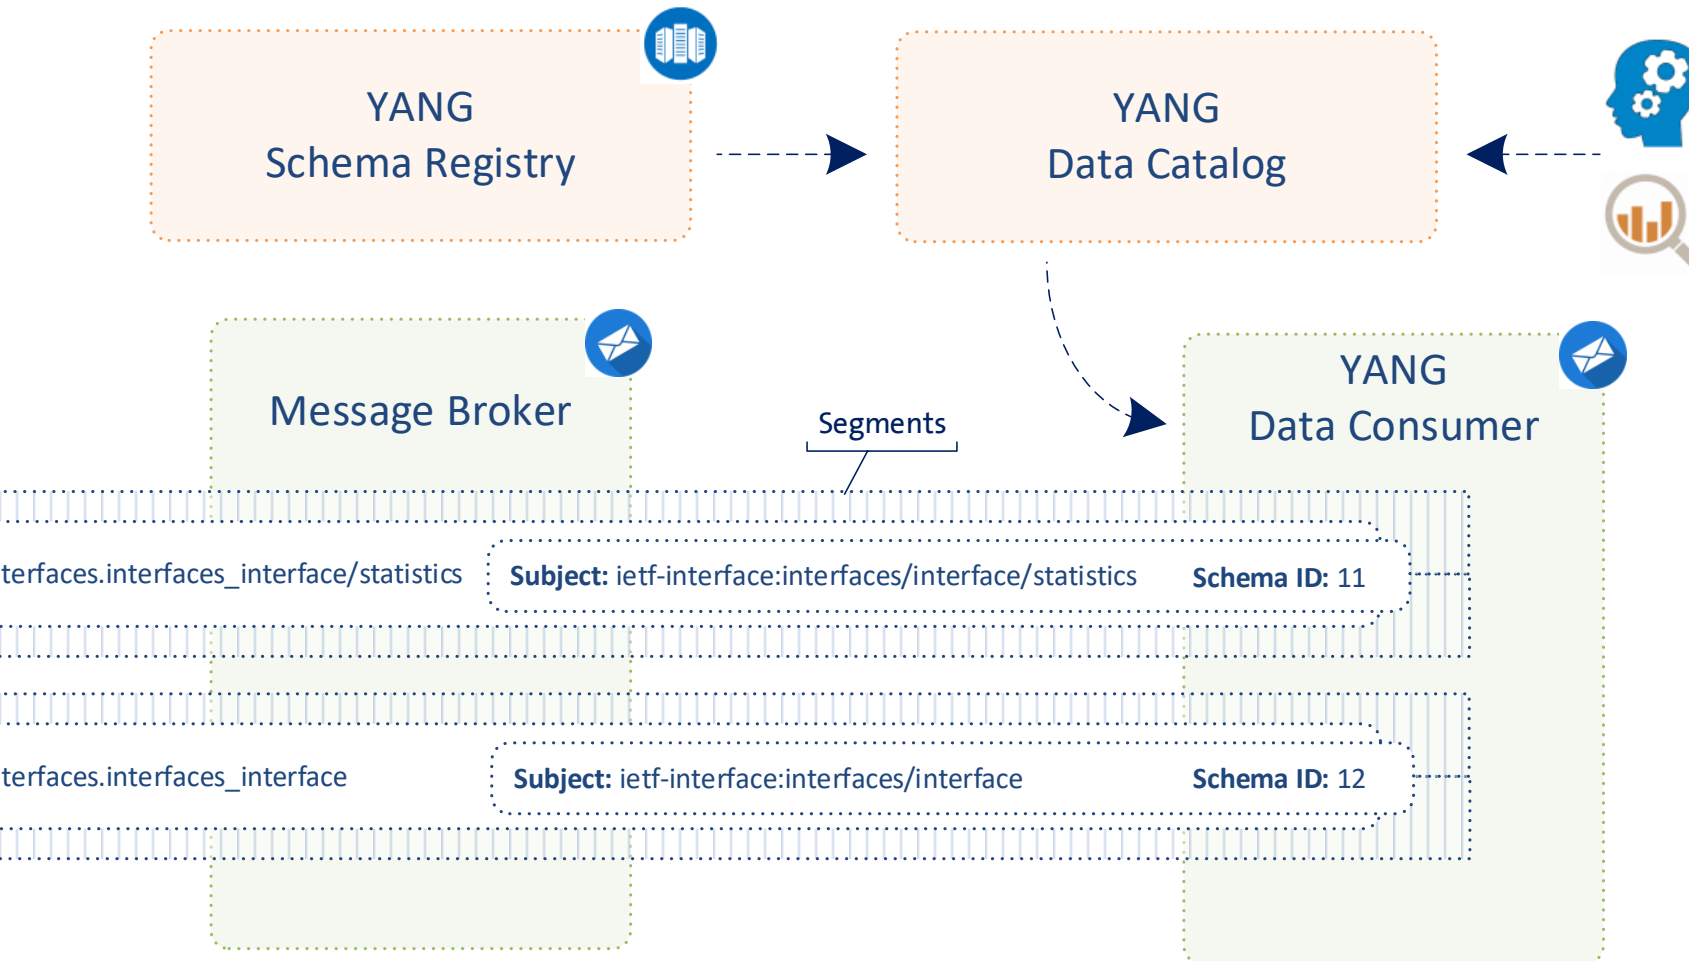 YANG
Schema Registry
YANG
Data Catalog
Message Broker
Segments
YANG
Data Consumer
terfaces.interfaces_interface/statistics
Subject: ietf-interface:interfaces/interface/statistics
Schema ID: 11
terfaces.interfaces_interface
Subject: ietf-interface:interfaces/interface
Schema ID: 12